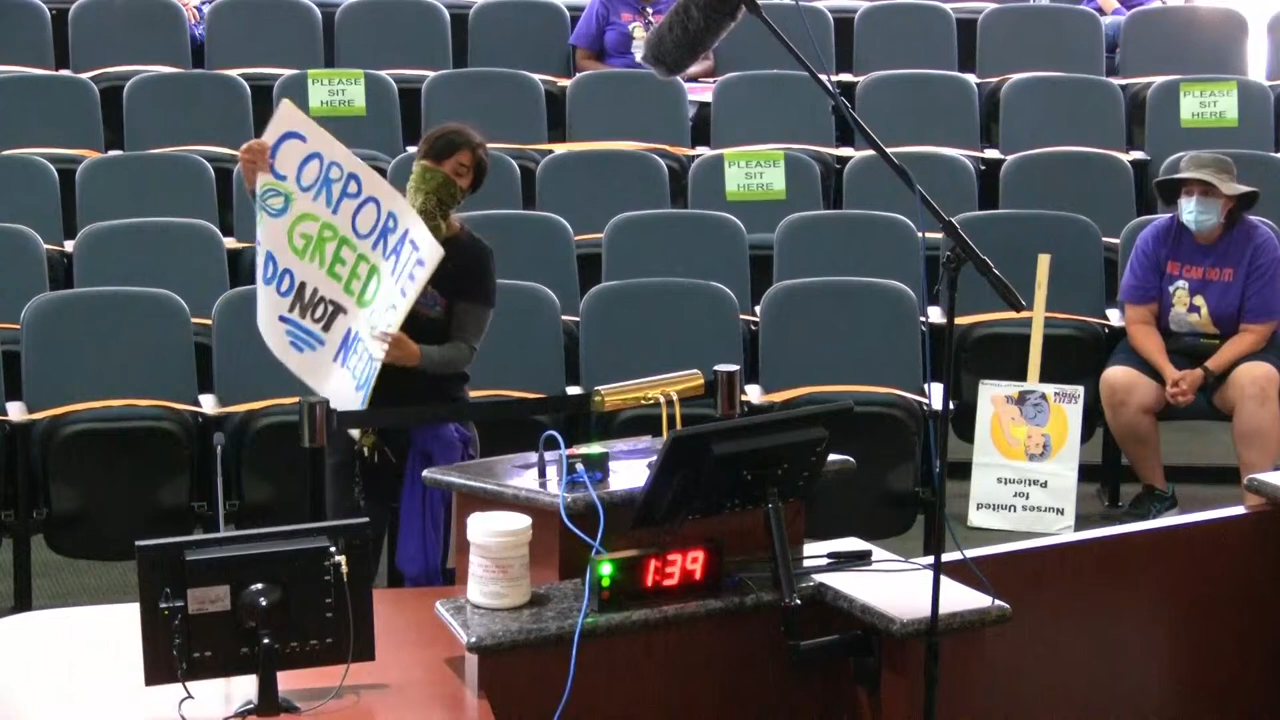 PLEASE
SIT
HERE
PLEASE
SIT
HERE
PLEASE
SIT
HERE
CORPORATE
GREED
DO NOT
NEED!
WE CAN DO IT!
1:39
SEIU
Nurses United
for
Patients